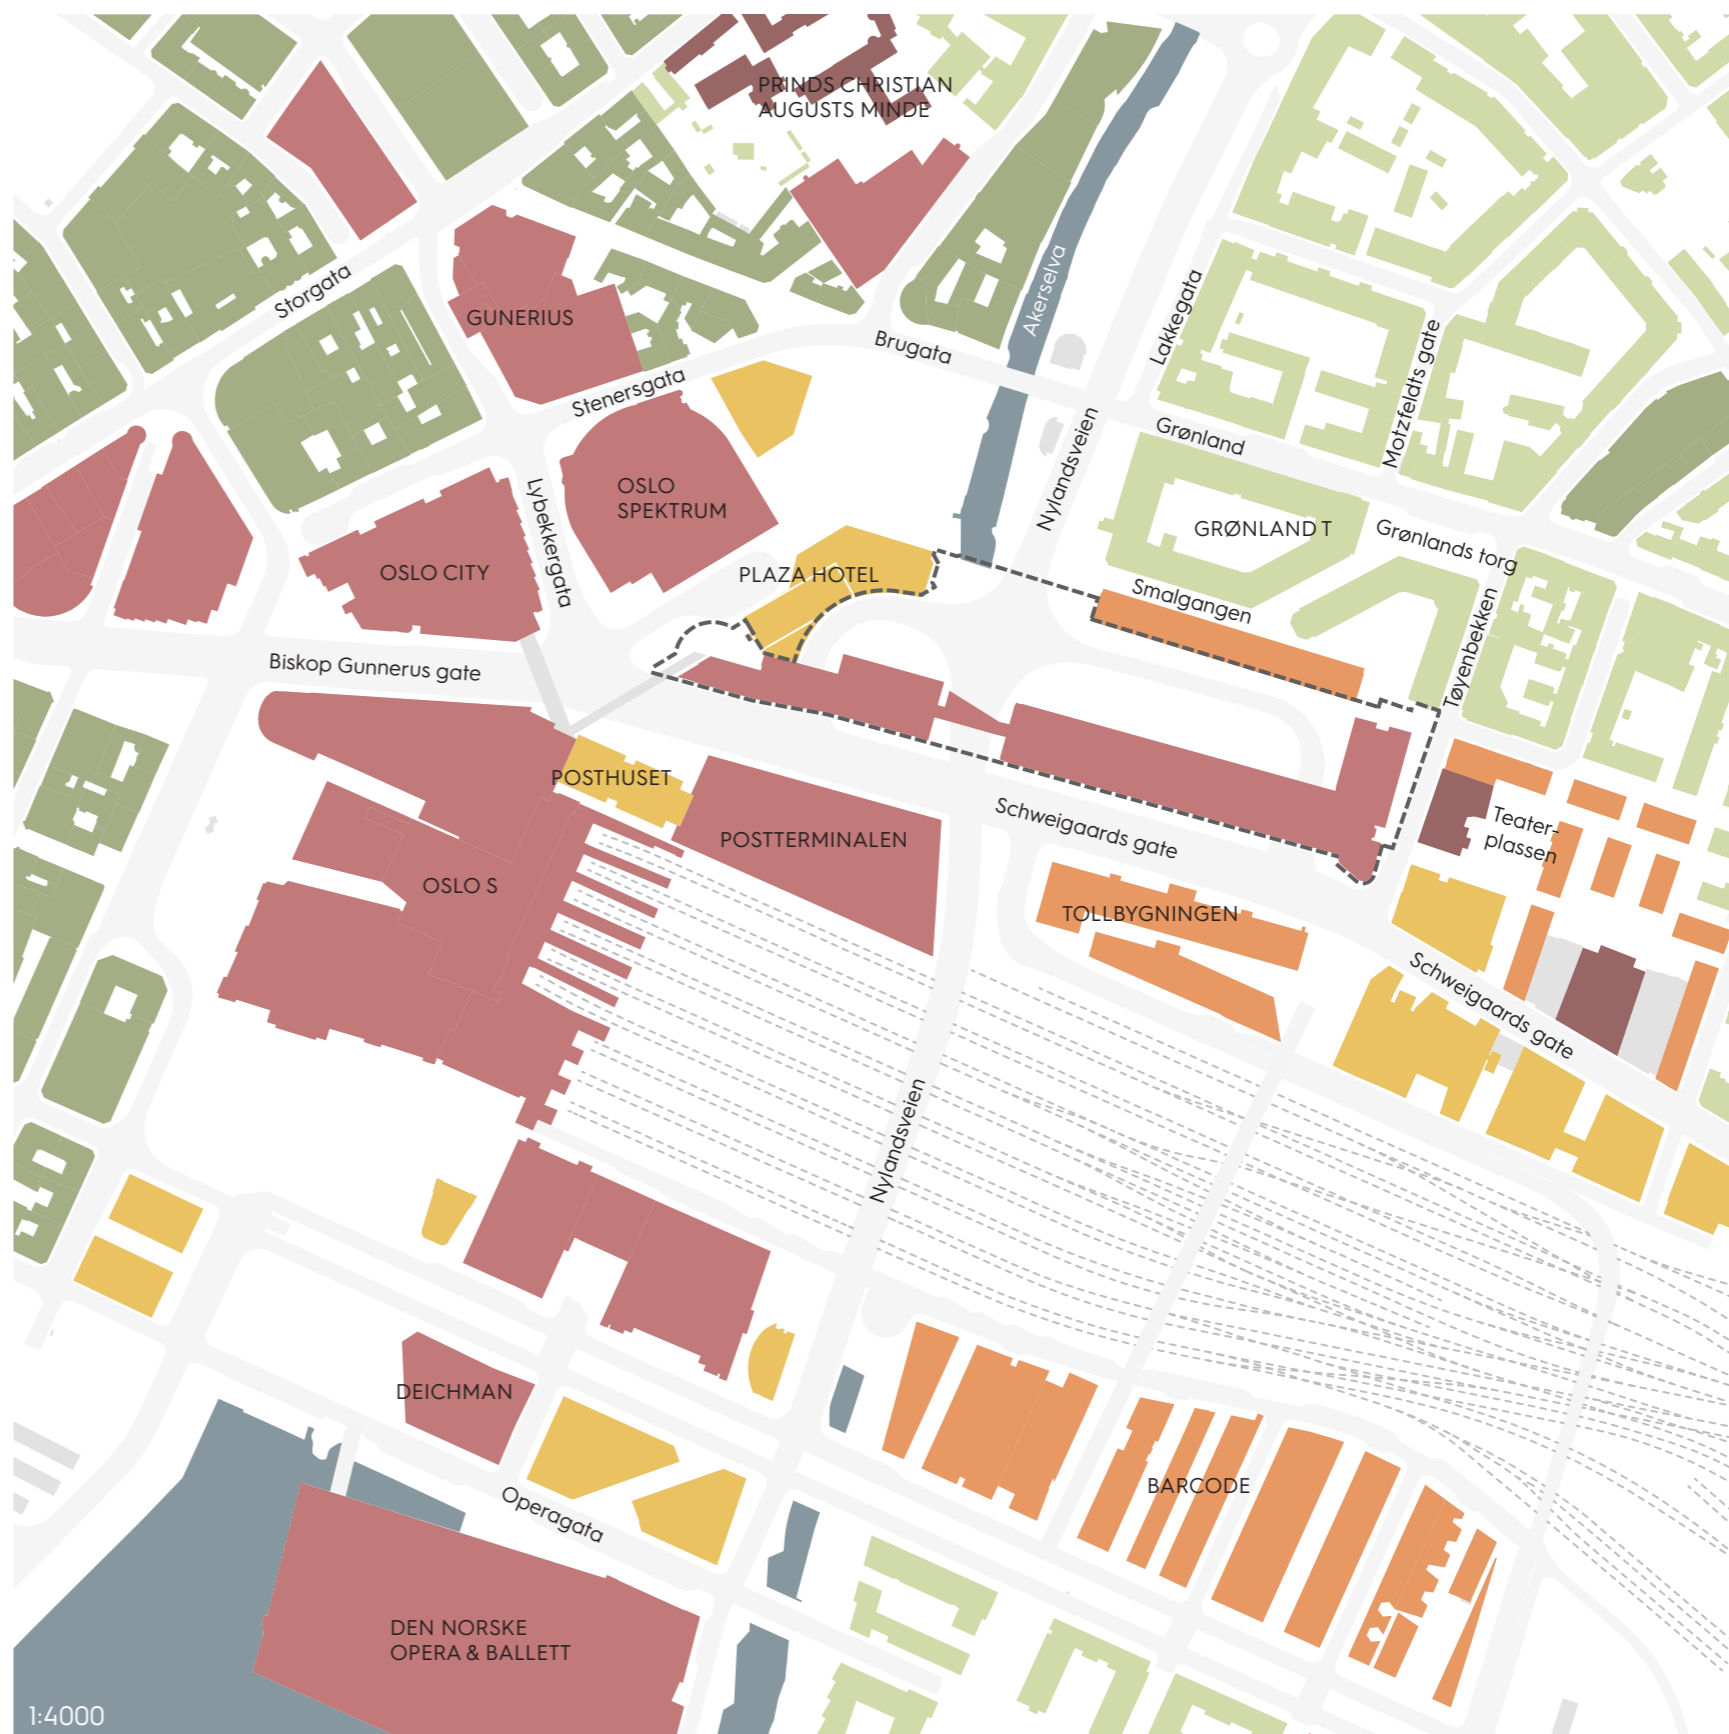 PRINDS CHRISTIAN
AUGUSTS MINDE
Storgata
Akerselva
Lakkegata
GUNERIUS
Brugata
Stenersgata
Motzfeldts gate
Grønland
Nylandsveien
OSLO
SPEKTRUM
Lybekkergata
GRØNLAND T
Grønlands torg
OSLO CITY
PLAZA HOTEL
Smalgangen
Tøyenbekken
Biskop Gunnerus gate
POSTHUSET
POSTTERMINALEN
Schweigaards gate
Teater-
plassen
OSLO S
TOLLBYGNINGEN
Schweigaards gate
Nylandsveien
DEICHMAN
BARCODE
Operagata
DEN NORSKE
OPERA & BALLETT
1:4000